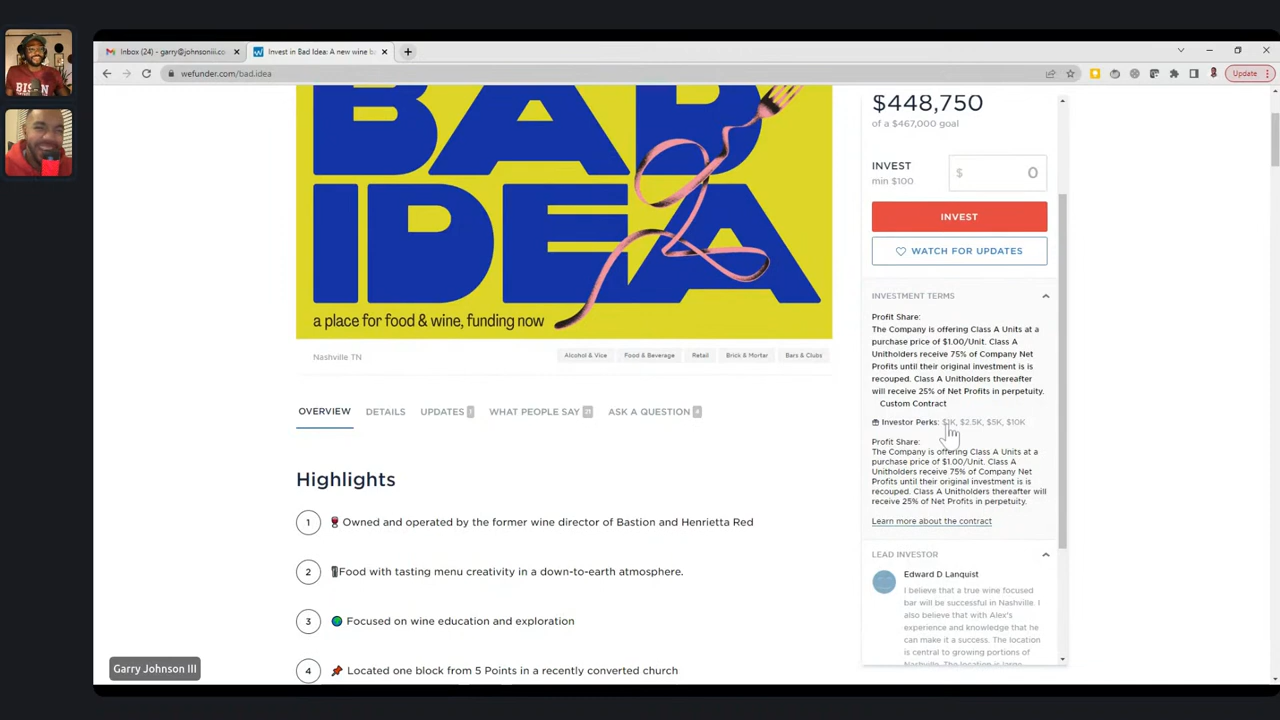 Inbox (24) - garry@johnsoniii.co
Invest in Bad Idea: A new wine ba
wefunder.com/bad.idea
Update
BAD
IDEA
a place for food & wine, funding now
Nashville TN
Alcohol & Vice
Food & Beverage
Retail
Brick & Mortar
Bars & Clubs
OVERVIEW
DETAILS
UPDATES 1
WHAT PEOPLE SAY 21
ASK A QUESTION
Highlights
1 Owned and operated by the former wine director of Bastion and Henrietta Red
2 Food with tasting menu creativity in a down-to-earth atmosphere.
3 Focused on wine education and exploration
4 Located one block from 5 Points in a recently converted church
$448,750
of a $467,000 goal
INVEST
min $100
$ 0
INVEST
WATCH FOR UPDATES
INVESTMENT TERMS
Profit Share:
The Company is offering Class A Units at a
purchase price of $1.00/Unit. Class A
Unitholders receive 75% of Company Net
Profits until their original investment is is
recouped. Class A Unitholders thereafter
will receive 25% of Net Profits in perpetuity.
Custom Contract
Investor Perks: $1K, $2.5K, $5K, $10K
Profit Share:
The Company is offering Class A Units at a
purchase price of $1.00/Unit. Class A
Unitholders receive 75% of Company Net
Profits until their original investment is is
recouped. Class A Unitholders thereafter will
receive 25% of Net Profits in perpetuity.
Learn more about the contract
LEAD INVESTOR
Edward D Lanquist
I believe that a true wine focused
bar will be successful in Nashville. I
also believe that with Alex's
experience and knowledge that he
can make it a success. The location
is central to growing portions of
Nashville. The location is large
Garry Johnson III